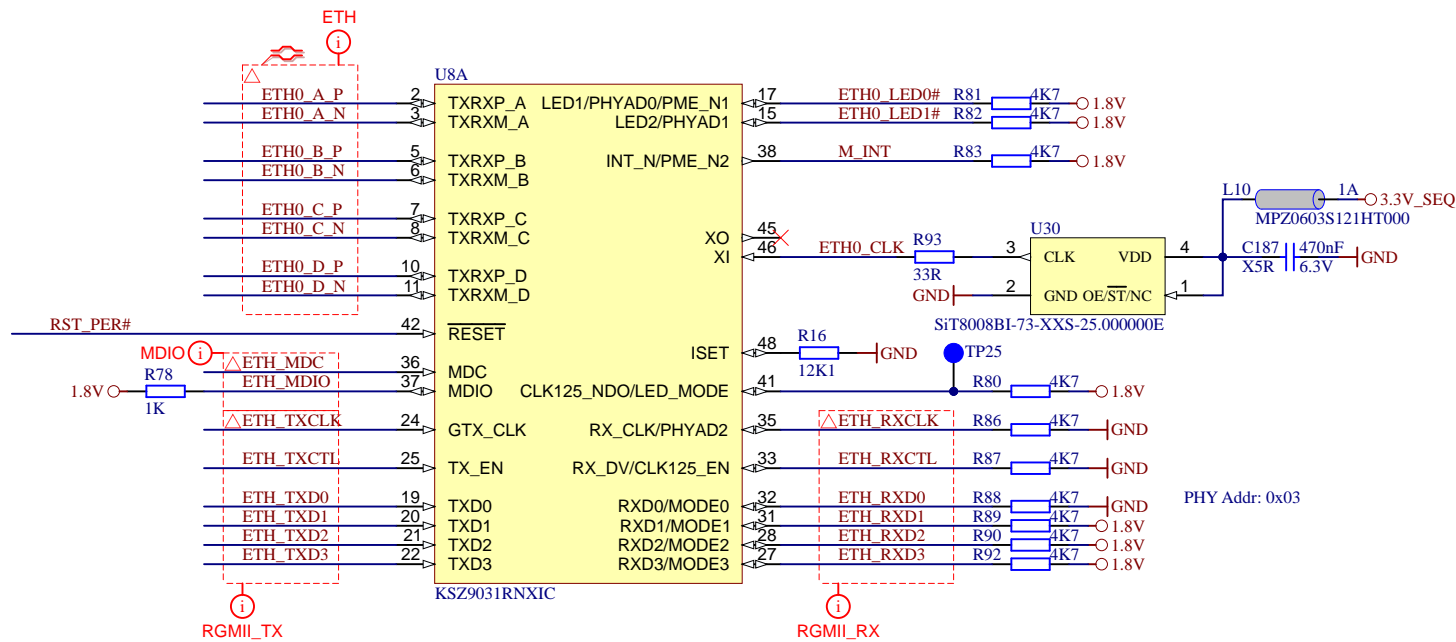 ETH
U8A
ETH0_A_P 2 TXRXP_A LED1/PHYAD0/PME_N1 17 ETH0_LED0# R81 4K7 1.8V
ETH0_A_N 3 TXRXM_A LED2/PHYAD1 15 ETH0_LED1# R82 4K7 1.8V
ETH0_B_P 5 TXRXP_B INT_N/PME_N2 38 M_INT R83 4K7 1.8V
ETH0_B_N 6 TXRXM_B
L10 1A 3.3V_SEQ
MPZ0603S121HT000
ETH0_C_P 7 TXRXP_C
ETH0_C_N 8 TXRXM_C XO 45
U30
XI 46 ETH0_CLK R93 33R 3 CLK VDD 4 C187 470nF GND
X5R 6.3V
ETH0_D_P 10 TXRXP_D
ETH0_D_N 11 TXRXM_D GND 2 GND OE/ST/NC 1
SiT8008BI-73-XXS-25.000000E
RST_PER# 42 RESET
ISET 48 R16 12K1 GND
TP25
MDIO
ETH_MDC 36 MDC
1.8V R78 1K ETH_MDIO 37 MDIO CLK125_NDO/LED_MODE 41 R80 4K7 1.8V
ETH_TXCLK 24 GTX_CLK RX_CLK/PHYAD2 35 ETH_RXCLK R86 4K7 GND
ETH_TXCTL 25 TX_EN RX_DV/CLK125_EN 33 ETH_RXCTL R87 4K7 GND
ETH_TXD0 19 TXD0 RXD0/MODE0 32 ETH_RXD0 R88 4K7 GND
PHY Addr: 0x03
ETH_TXD1 20 TXD1 RXD1/MODE1 31 ETH_RXD1 R89 4K7 1.8V
ETH_TXD2 21 TXD2 RXD2/MODE2 28 ETH_RXD2 R90 4K7 1.8V
ETH_TXD3 22 TXD3 RXD3/MODE3 27 ETH_RXD3 R92 4K7 1.8V
KSZ9031RNXIC
RGMII_TX
RGMII_RX